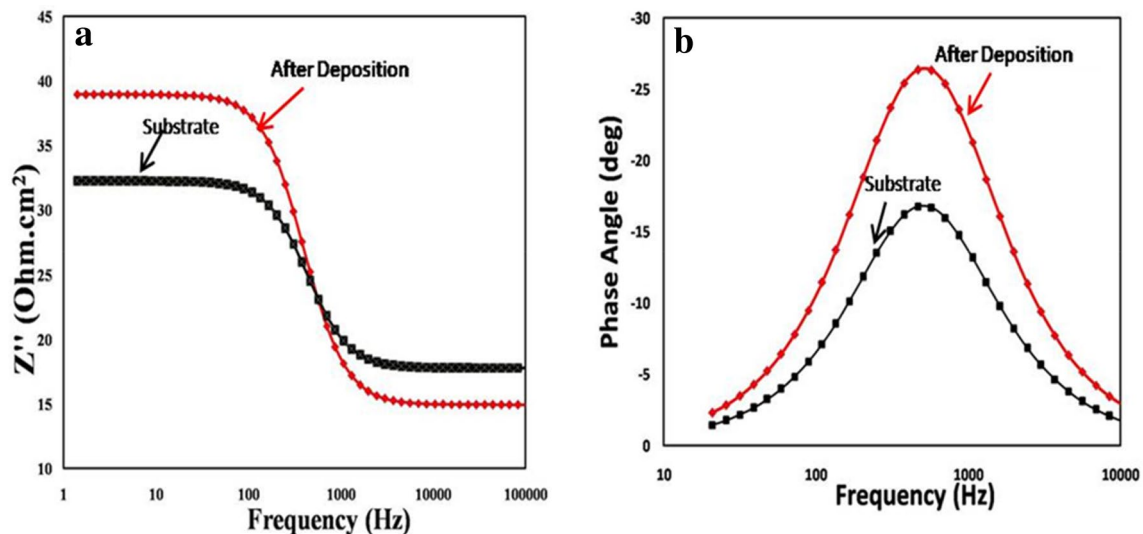 a
45
40
35
30
25
20
15
10
Z'' (Ohm.cm²)
After Deposition
Substrate
1 10 100 1000 10000 100000
Frequency (Hz)
b
-30
-25
-20
-15
-10
-5
0
Phase Angle (deg)
After Deposition
Substrate
10 100 1000 10000
Frequency (Hz)